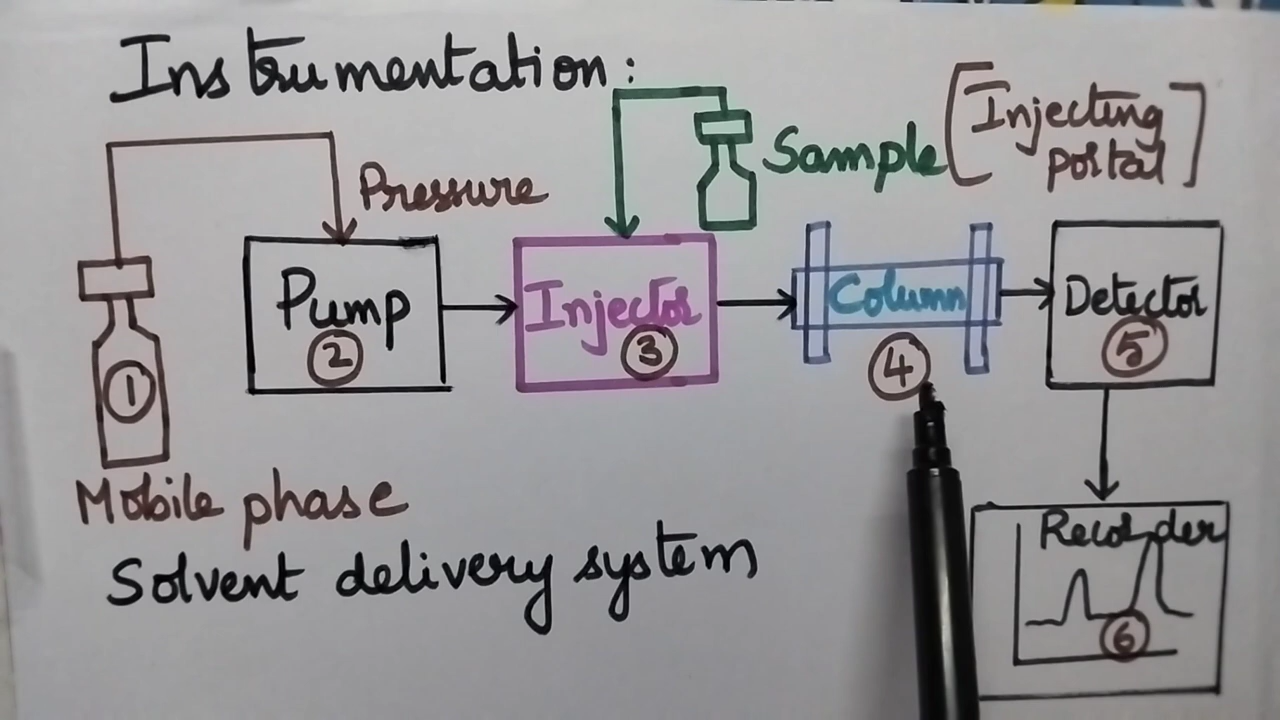 Instrumentation:
Pressure
Sample [Injecting
portal]
Pump
2
Injector
3
Column
4
Detector
5
1
Mobile phase
Solvent delivery system
Recorder
6